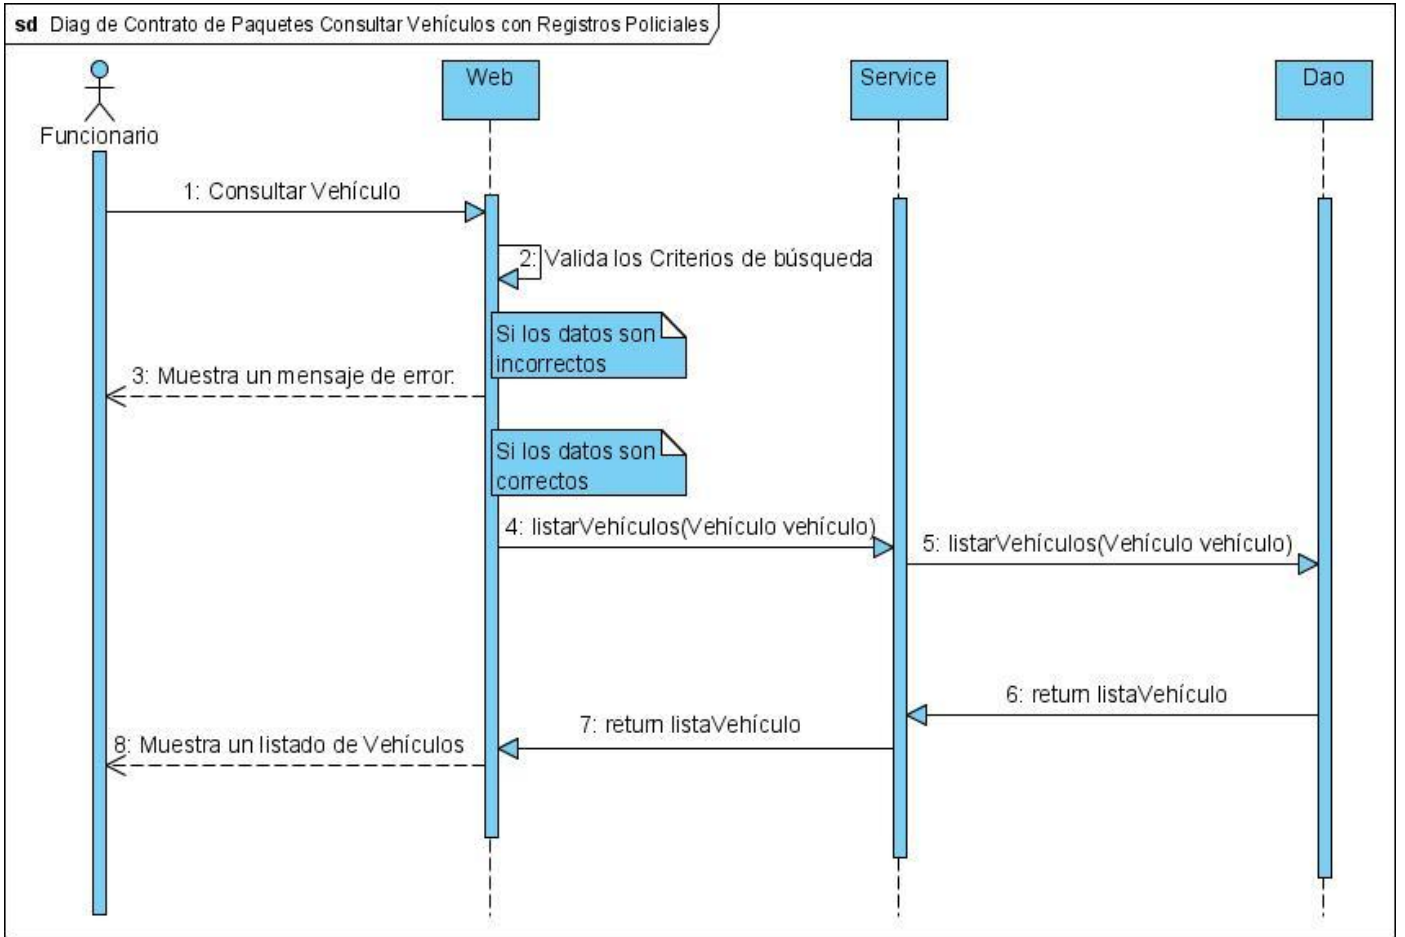 sd Diag de Contrato de Paquetes Consultar Vehículos con Registros Policiales
Funcionario
Web
Service
Dao
1: Consultar Vehículo
2: Valida los Criterios de búsqueda
Si los datos son
incorrectos
3: Muestra un mensaje de error.
Si los datos son
correctos
4: listarVehículos(Vehículo vehículo)
5: listarVehículos(Vehículo vehículo)
6: return listaVehículo
7: return listaVehículo
8: Muestra un listado de Vehículos